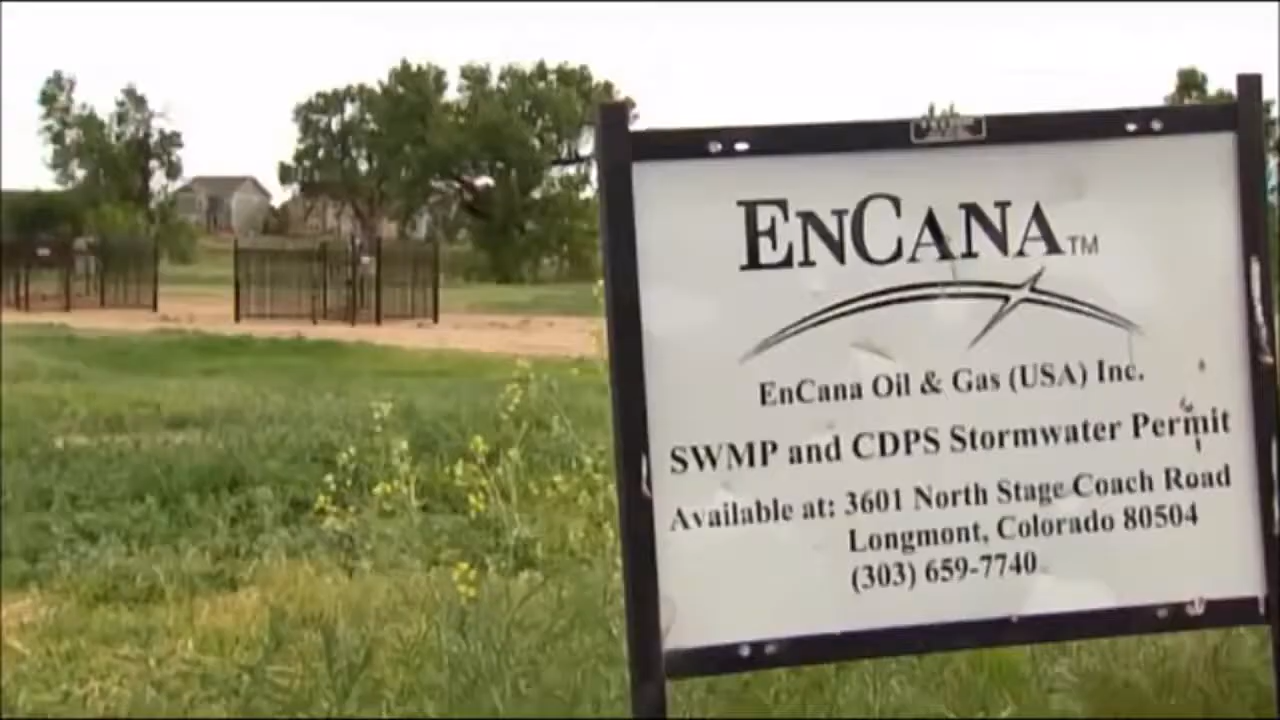 ENCANA™
EnCana Oil & Gas (USA) Inc.
SWMP and CDPS Stormwater Permit
Available at: 3601 North Stage Coach Road
Longmont, Colorado 80504
(303) 659-7740